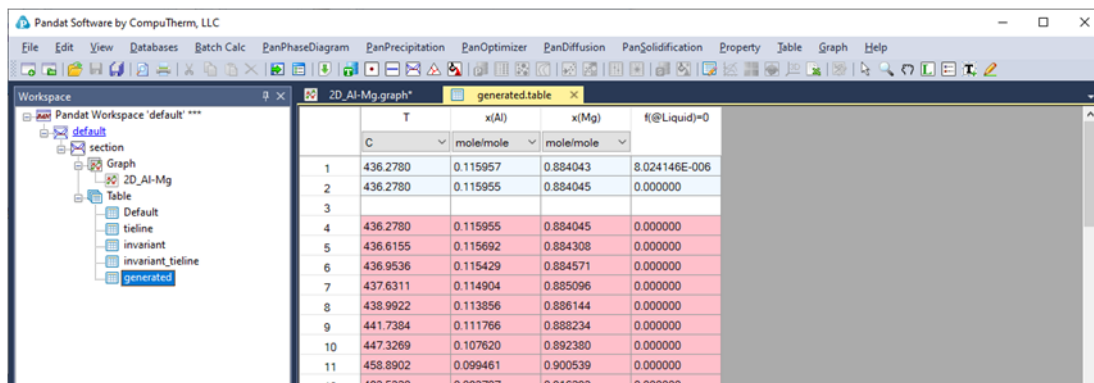 Pandat Software by CompuTherm, LLC
File Edit View Databases Batch Calc PanPhaseDiagram PanPrecipitation PanOptimizer PanDiffusion PanSolidification Property Table Graph Help
Workspace
2D_Al-Mg.graph*
generated.table
Pandat Workspace 'default' ***
default
section
Graph
2D_Al-Mg
Table
Default
tieline
invariant
invariant_tieline
generated
T x(Al) x(Mg) f(@Liquid)=0
C mole/mole mole/mole
1 436.2780 0.115957 0.884043 8.024146E-006
2 436.2780 0.115955 0.884045 0.000000
3
4 436.2780 0.115955 0.884045 0.000000
5 436.6155 0.115692 0.884308 0.000000
6 436.9536 0.115429 0.884571 0.000000
7 437.6311 0.114904 0.885096 0.000000
8 438.9922 0.113856 0.886144 0.000000
9 441.7384 0.111766 0.888234 0.000000
10 447.3269 0.107620 0.892380 0.000000
11 458.8902 0.099461 0.900539 0.000000